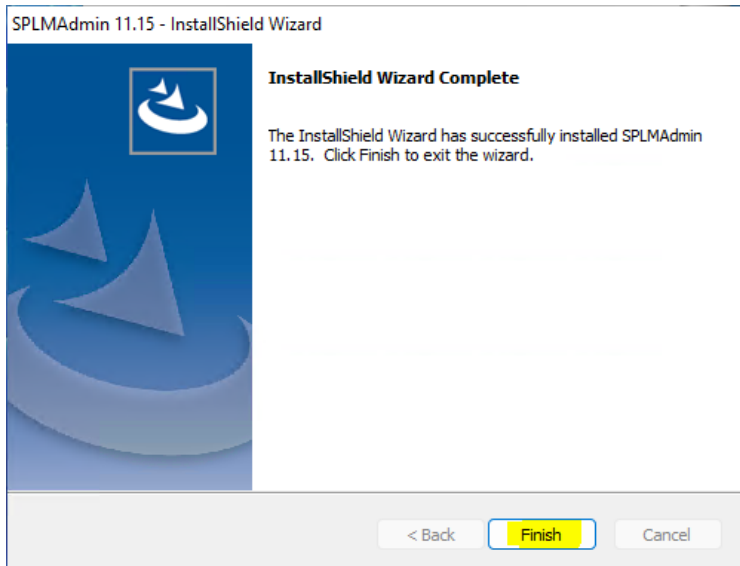 SPLMAdmin 11.15 - InstallShield Wizard
InstallShield Wizard Complete
The InstallShield Wizard has successfully installed SPLMAdmin
11.15. Click Finish to exit the wizard.
< Back
Finish
Cancel